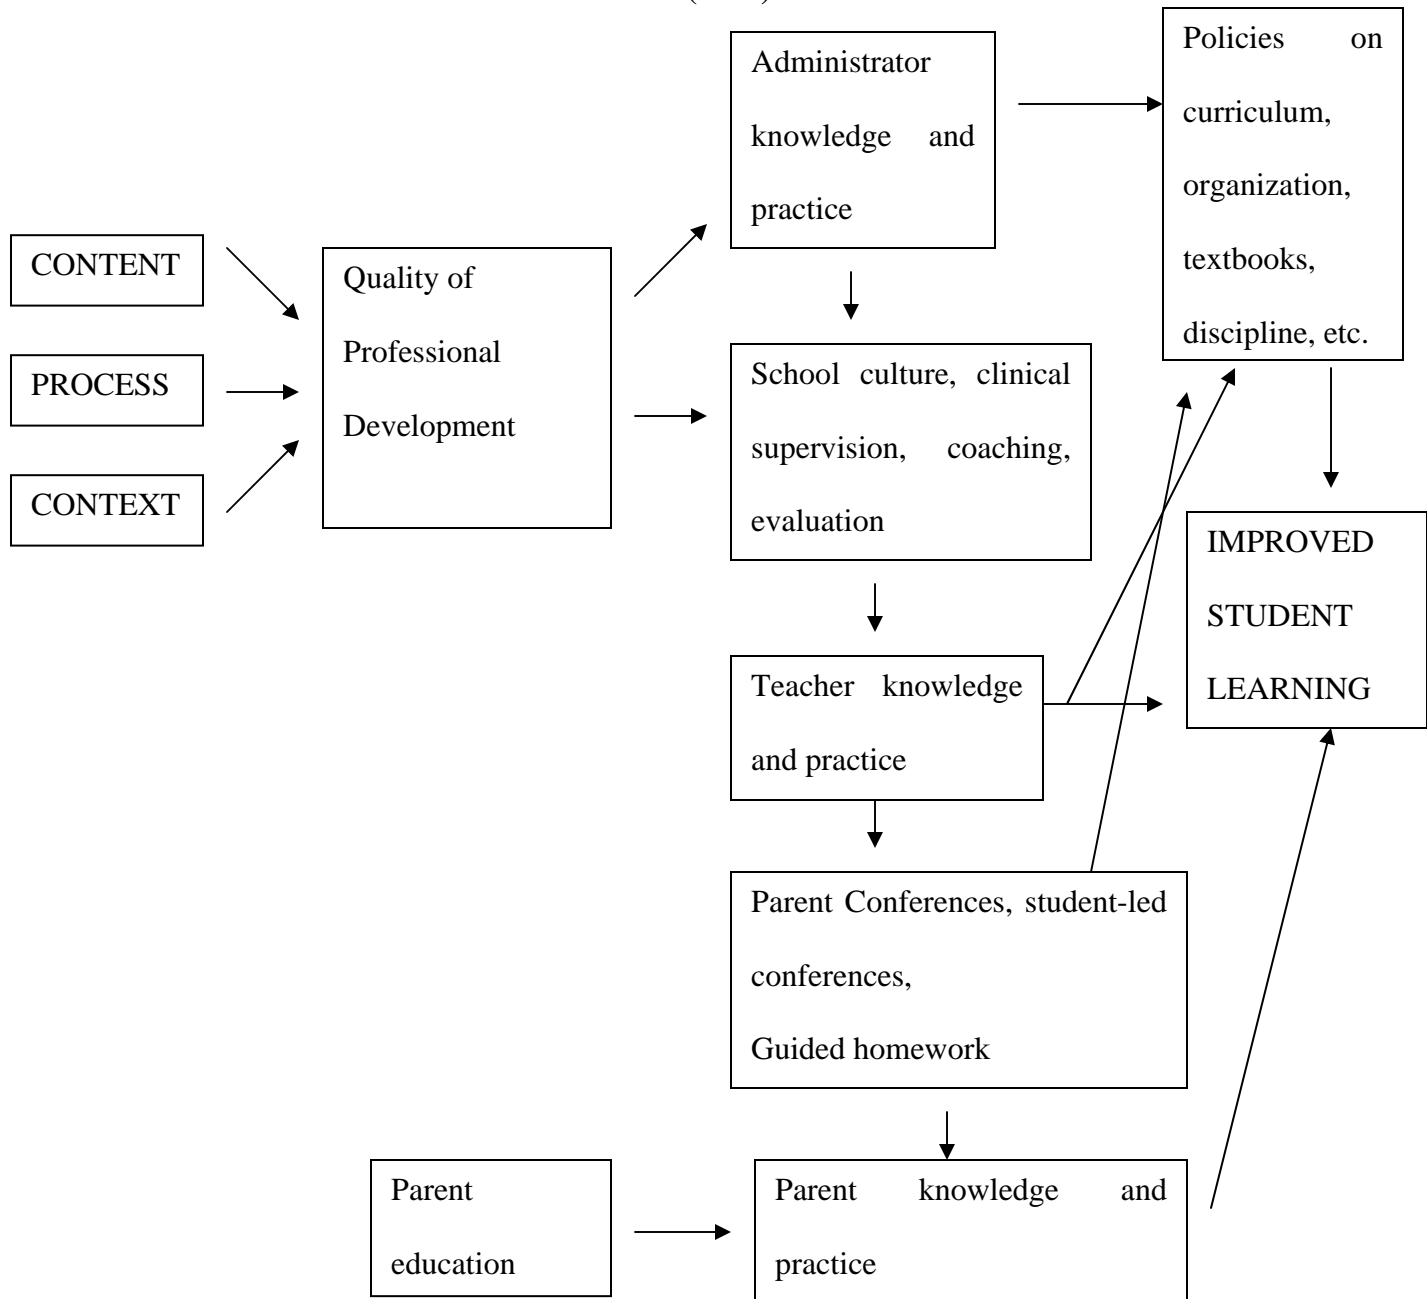 Administrator
knowledge and
practice
Policies on
curriculum,
organization,
textbooks,
discipline, etc.
CONTENT
PROCESS
CONTEXT
Quality of
Professional
Development
School culture, clinical
supervision, coaching,
evaluation
IMPROVED
STUDENT
LEARNING
Teacher knowledge
and practice
Parent Conferences, student-led
conferences,
Guided homework
Parent
education
Parent knowledge and
practice